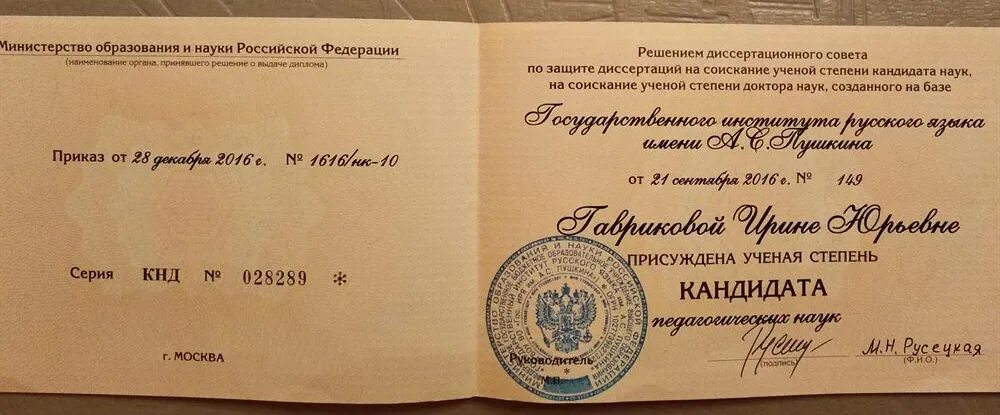 Министерство образования и науки Российской Федерации
(наименование органа, принявшего решение о выдаче диплома)
Приказ от 28 декабря 2016 г. № 1616/нк-10
Серия КНД № 028289 *
г. МОСКВА
Решением диссертационного совета
по защите диссертаций на соискание ученой степени кандидата наук,
на соискание ученой степени доктора наук, созданного на базе
Государственного института русского языка
имени А.С.Пушкина
от 21 сентября 2016 г. № 149
Гавриковой Ирине Юрьевне
ПРИСУЖДЕНА УЧЕНАЯ СТЕПЕНЬ
КАНДИДАТА
педагогических наук
Руководитель
(подпись)
М.Н. Русецкая
(Ф.И.О.)
М.П.